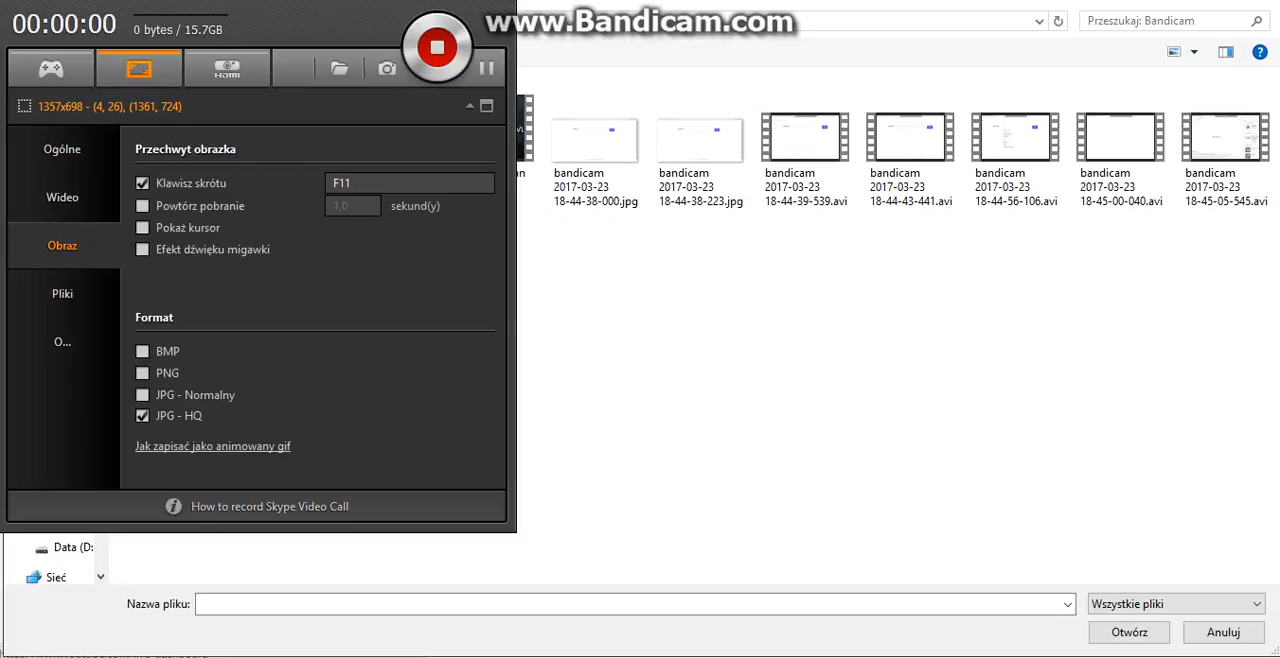 00:00:00
0 bytes / 15.7GB
www.Bandicam.com
Przeszukaj: Bandicam
HDMI
1357x698 - (4, 26), (1361, 724)
Ogólne
Wideo
Obraz
Pliki
O...
Przechwyt obrazka
Klawisz skrótu
F11
Powtórz pobranie
1,0
sekund(y)
Pokaż kursor
Efekt dźwięku migawki
Format
BMP
PNG
JPG - Normalny
JPG - HQ
Jak zapisać jako animowany gif
How to record Skype Video Call
bandicam
2017-03-23
18-44-38-000.jpg
bandicam
2017-03-23
18-44-38-223.jpg
bandicam
2017-03-23
18-44-39-539.avi
bandicam
2017-03-23
18-44-43-441.avi
bandicam
2017-03-23
18-44-56-106.avi
bandicam
2017-03-23
18-45-00-040.avi
bandicam
2017-03-23
18-45-05-545.avi
Data (D:
Sieć
Nazwa pliku:
Wszystkie pliki
Otwórz
Anuluj